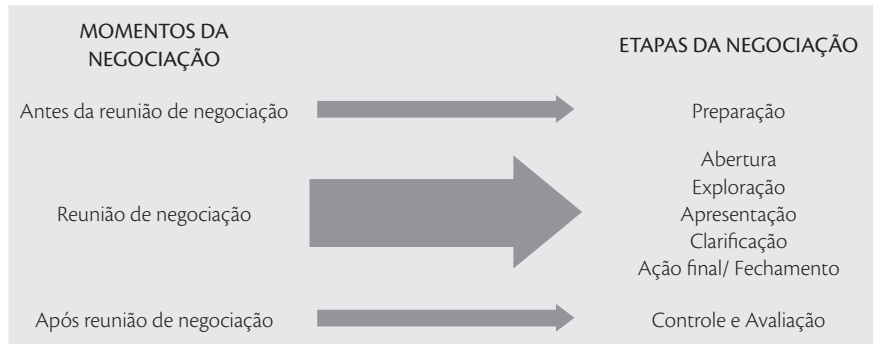 MOMENTOS DA
NEGOCIAÇÃO
ETAPAS DA NEGOCIAÇÃO
Antes da reunião de negociação
Preparação
Reunião de negociação
Abertura
Exploração
Apresentação
Clarificação
Ação final/ Fechamento
Após reunião de negociação
Controle e Avaliação